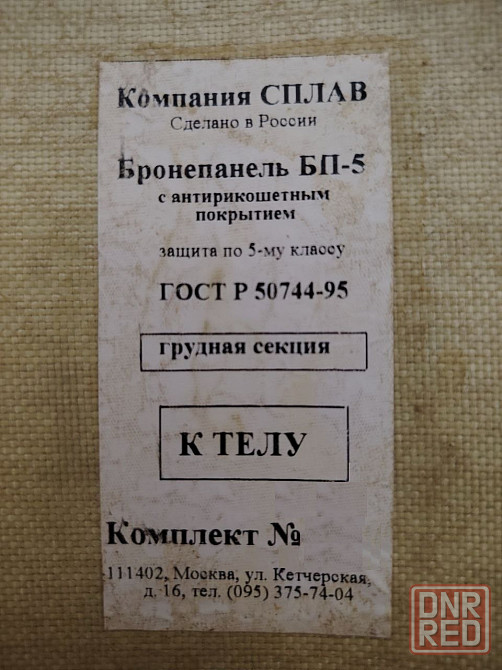 Компания СПЛАВ
Сделано в России
Бронепанель БП-5
с антирикошетным
покрытием
защита по 5-му классу
ГОСТ Р 50744-95
грудная секция
К ТЕЛУ
Комплект №
111402, Москва, ул. Кетчерская,
д. 16, тел. (095) 375-74-04
DNR
RED